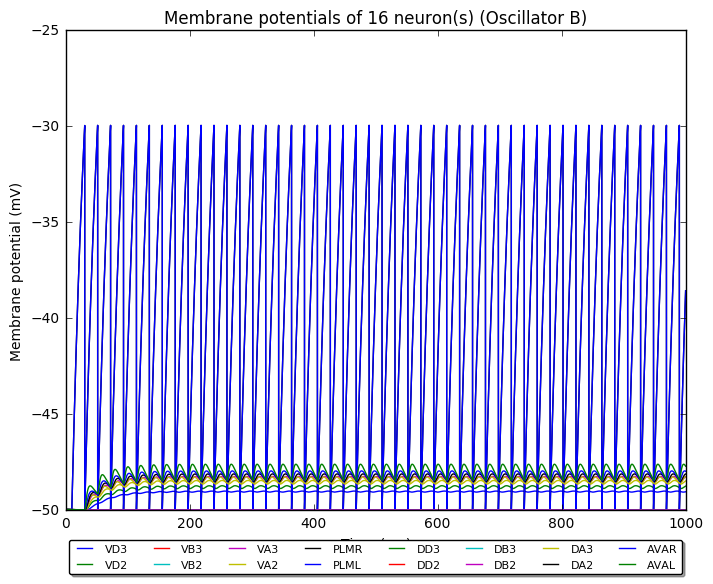 Membrane potentials of 16 neuron(s) (Oscillator B)
−25
−30
−35
−40
−45
−50
Membrane potential (mV)
0 200 400 600 800 1000
VD3 VB3 VA3 PLMR DD3 DB3 DA3 AVAR
VD2 VB2 VA2 PLML DD2 DB2 DA2 AVAL